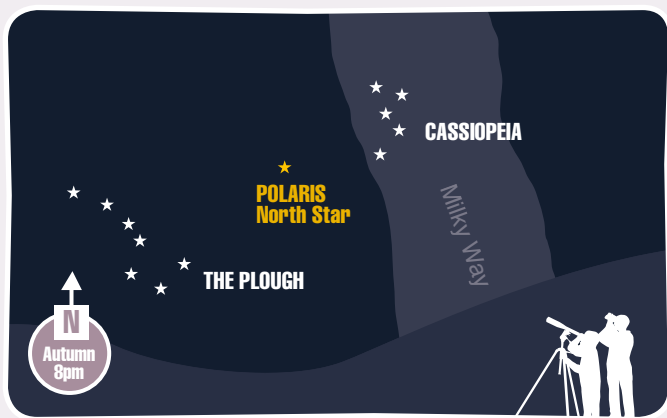 CASSIOPEIA
POLARIS
North Star
Milky Way
THE PLOUGH
N
Autumn
8pm